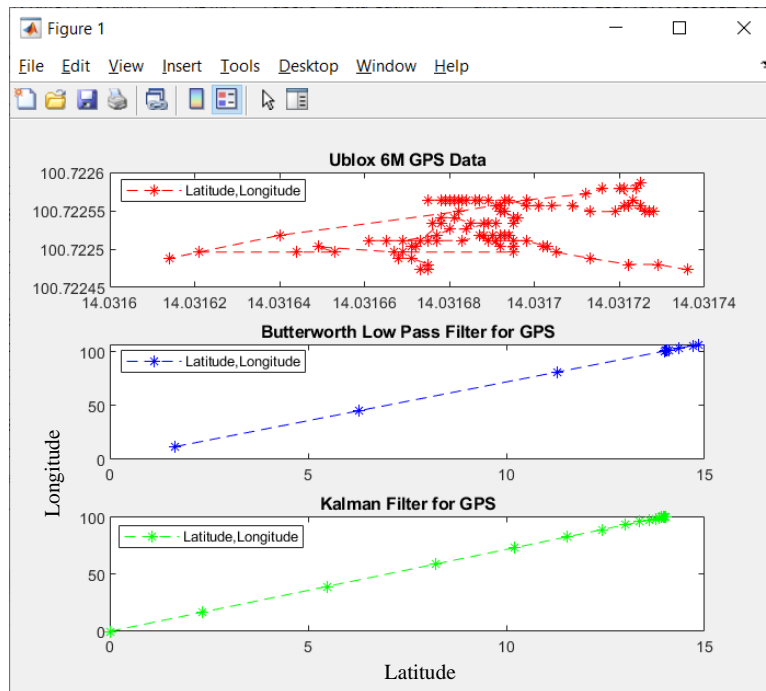 Figure 1
File Edit View Insert Tools Desktop Window Help
Ublox 6M GPS Data
Latitude,Longitude
100.7226
100.72255
100.7225
100.72245
14.0316 14.03162 14.03164 14.03166 14.03168 14.0317 14.03172 14.03174
Butterworth Low Pass Filter for GPS
Latitude,Longitude
100
50
0
0 5 10 15
Longitude
Kalman Filter for GPS
Latitude,Longitude
100
50
0
0 5 10 15
Latitude